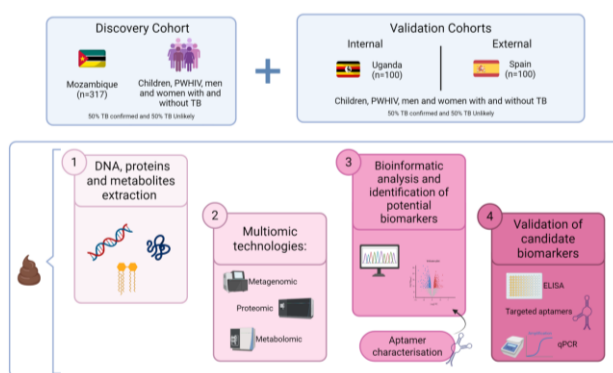 Discovery Cohort
Mozambique
(n=317)
Children, PWHIV, men
and women with and
without TB
50% TB confirmed and 50% TB Unlikely
Validation Cohorts
Internal
External
Uganda
(n=100)
Spain
(n=100)
Children, PWHIV, men and women with and without TB
50% TB confirmed and 50% TB Unlikely
1
DNA, proteins
and metabolites
extraction
2
Multiomic
technologies:
Metagenomic
Proteomic
Metabolomic
3
Bioinformatic
analysis and
identification of
potential
biomarkers
Aptamer
characterisation
4
Validation of
candidate
biomarkers
ELISA
Targeted aptamers
qPCR